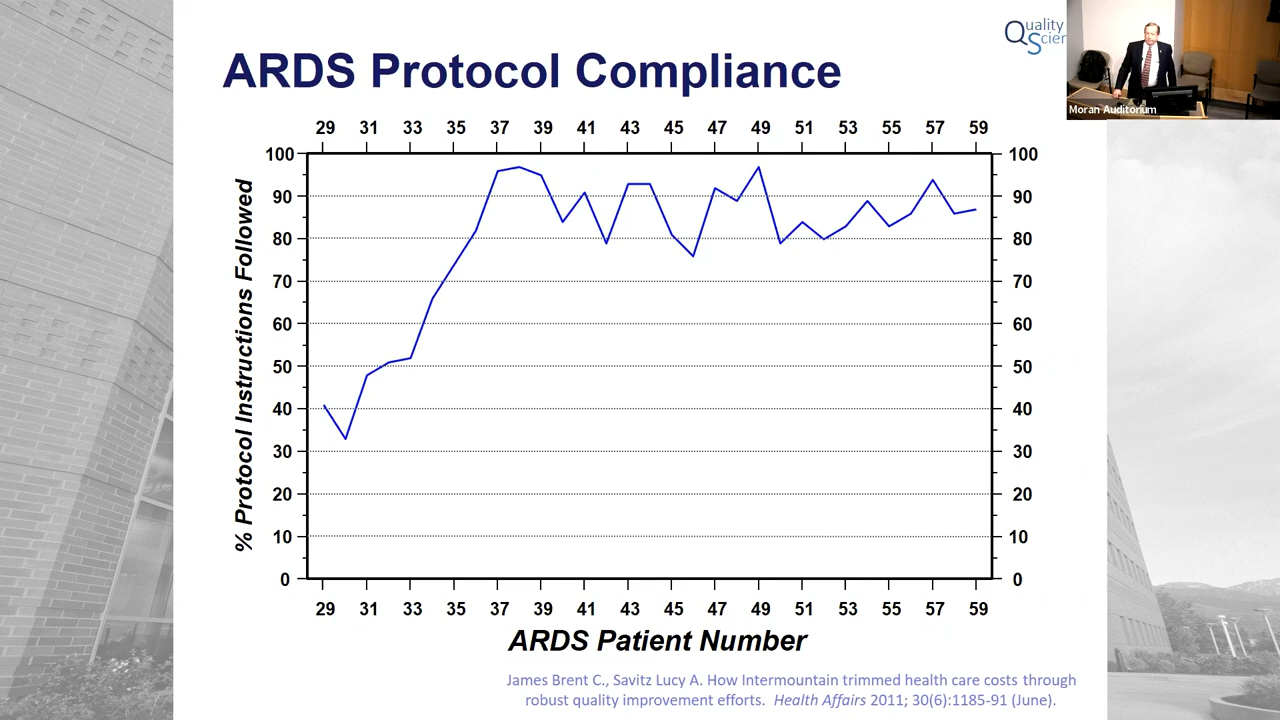 Quality
Scien
ARDS Protocol Compliance
Moran Auditorium
29 31 33 35 37 39 41 43 45 47 49 51 53 55 57 59
100 100
90 90
80 80
70 70
60 60
50 50
40 40
30 30
20 20
10 10
0 0
% Protocol Instructions Followed
29 31 33 35 37 39 41 43 45 47 49 51 53 55 57 59
ARDS Patient Number
James Brent C., Savitz Lucy A. How Intermountain trimmed health care costs through
robust quality improvement efforts. Health Affairs 2011; 30(6):1185-91 (June).